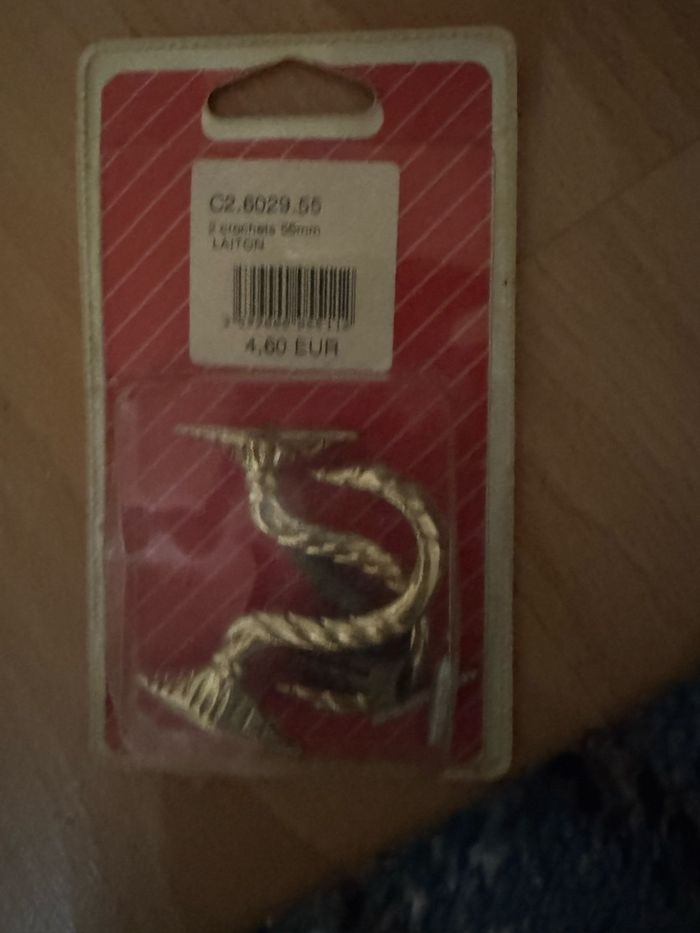 C2.6029.55
2 crochets 55mm
LAITON
4,60 EUR